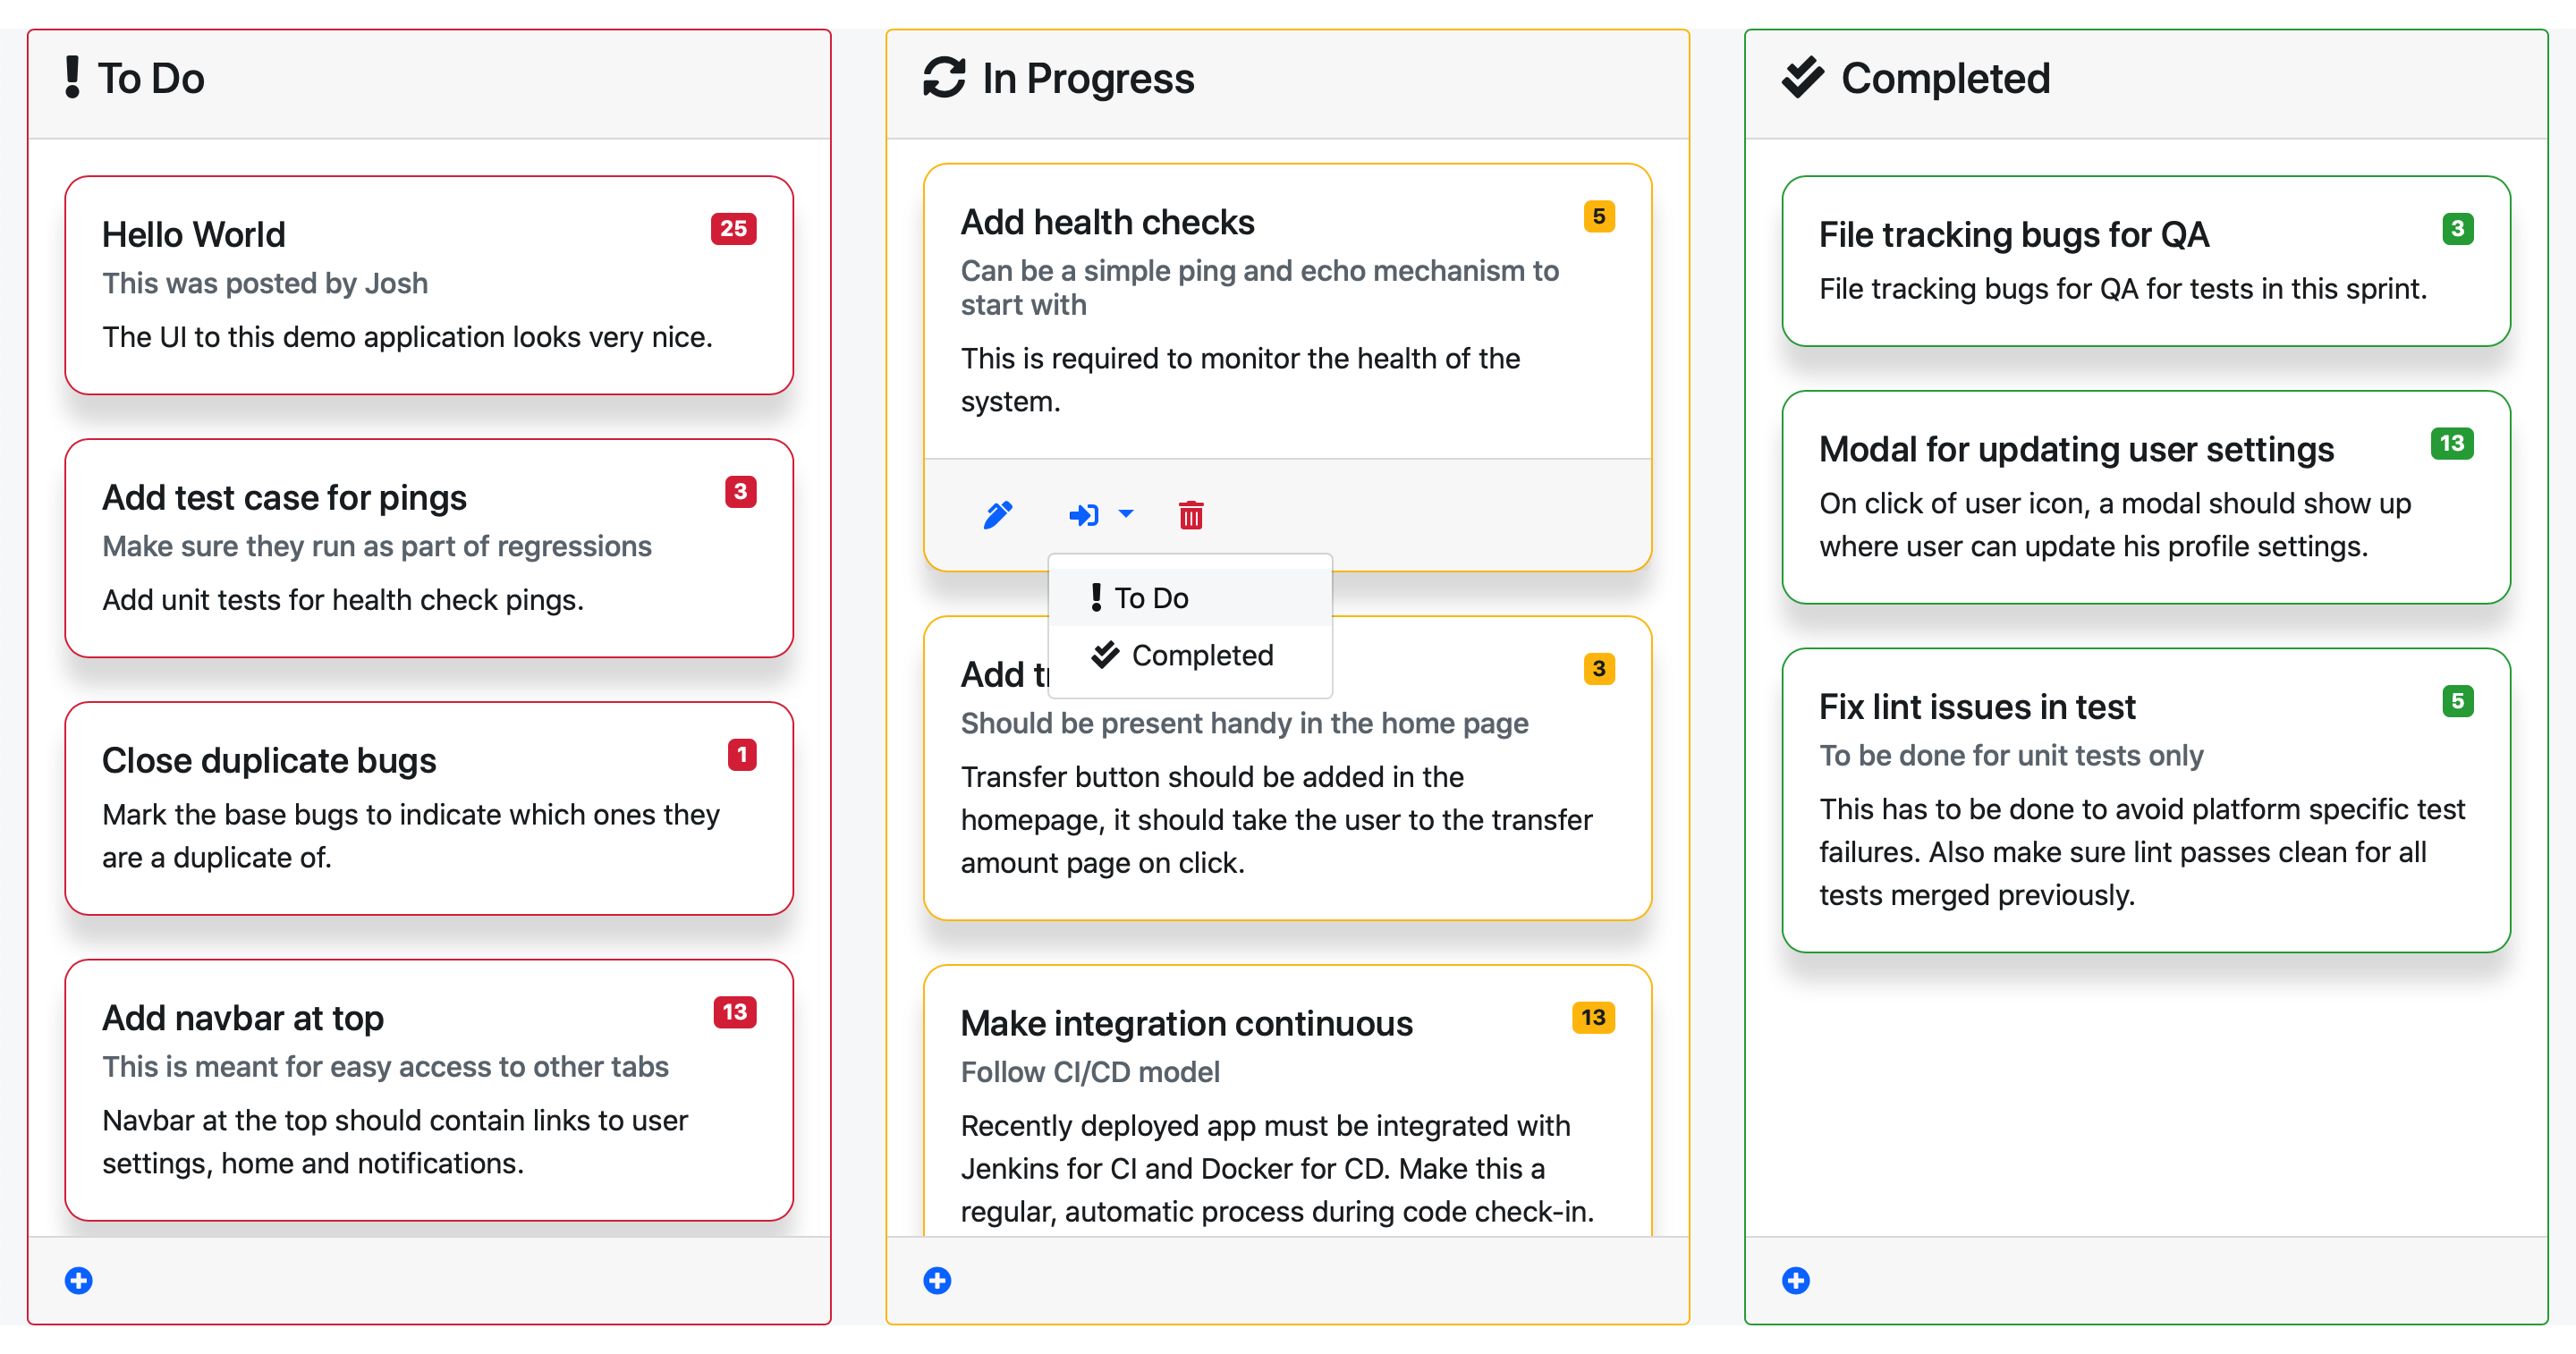 To Do
Hello World
25
This was posted by Josh
The UI to this demo application looks very nice.
Add test case for pings
3
Make sure they run as part of regressions
Add unit tests for health check pings.
Close duplicate bugs
1
Mark the base bugs to indicate which ones they
are a duplicate of.
Add navbar at top
13
This is meant for easy access to other tabs
Navbar at the top should contain links to user
settings, home and notifications.
In Progress
Add health checks
5
Can be a simple ping and echo mechanism to
start with
This is required to monitor the health of the
system.
To Do
Completed
Add
3
Should be present handy in the home page
Transfer button should be added in the
homepage, it should take the user to the transfer
amount page on click.
Make integration continuous
13
Follow CI/CD model
Recently deployed app must be integrated with
Jenkins for CI and Docker for CD. Make this a
regular, automatic process during code check-in.
Completed
File tracking bugs for QA
3
File tracking bugs for QA for tests in this sprint.
Modal for updating user settings
13
On click of user icon, a modal should show up
where user can update his profile settings.
Fix lint issues in test
5
To be done for unit tests only
This has to be done to avoid platform specific test
failures. Also make sure lint passes clean for all
tests merged previously.